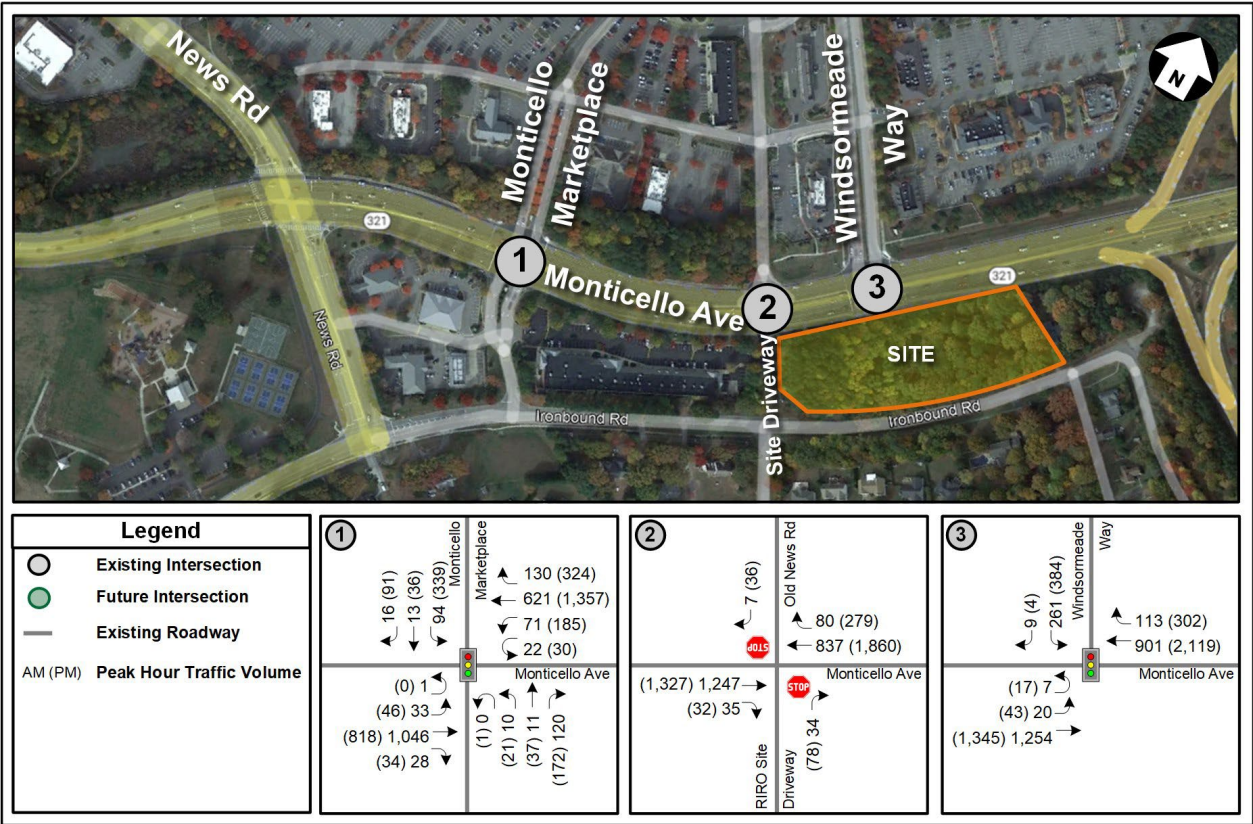 News Rd
Monticello
Marketplace
Windsormeade
Way
N
321
1
Monticello Ave
2
3
321
SITE
News Rd
Ironbound Rd
Site Driveway
Ironbound Rd
Legend
Existing Intersection
Future Intersection
Existing Roadway
AM (PM) Peak Hour Traffic Volume
1
16 (91)
13 (36)
94 (339)
Monticello
Marketplace
130 (324)
621 (1,357)
71 (185)
22 (30)
Monticello Ave
(0) 1
(46) 33
(818) 1,046
(34) 28
(1) 0
(21) 10
(37) 11
(172) 120
2
7 (36)
Old News Rd
80 (279)
837 (1,860)
STOP
Monticello Ave
(1,327) 1,247
(32) 35
STOP
(78) 34
RIRO Site
Driveway
3
9 (4)
261 (384)
Windsormeade
Way
113 (302)
901 (2,119)
Monticello Ave
(17) 7
(43) 20
(1,345) 1,254